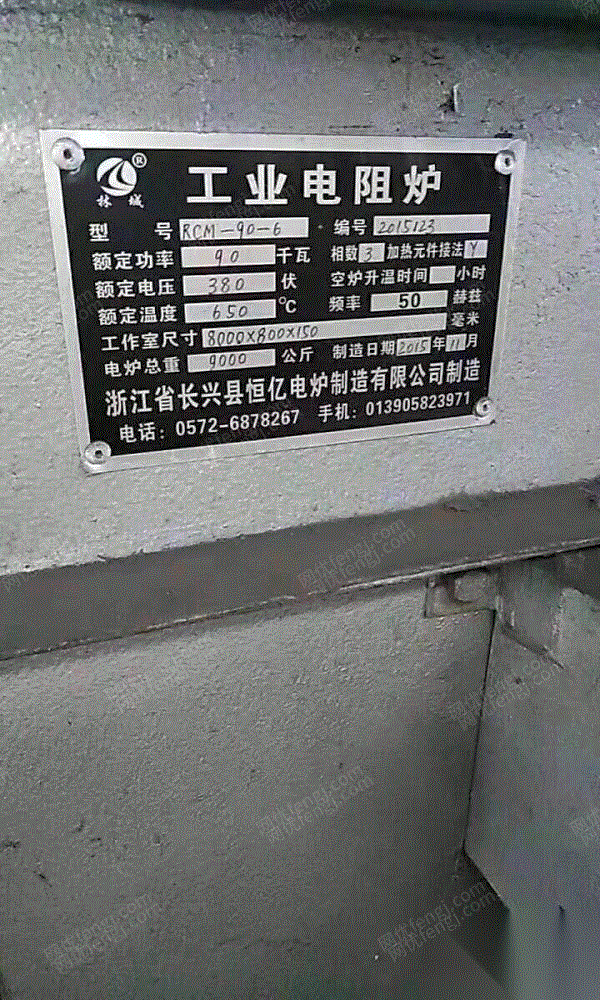 林城®
工业电阻炉
型 号 RCM-90-6 编号 2015123
额定功率 90 千瓦 相数 3 加热元件接法 Y
额定电压 380 伏 空炉升温时间 小时
额定温度 650 ℃ 频率 50 赫兹
工作室尺寸 8000x800x150 毫米
电炉总重 9000 公斤 制造日期 2015 年 11 月
浙江省长兴县恒亿电炉制造有限公司制造
电话：0572-6878267 手机：013905823971